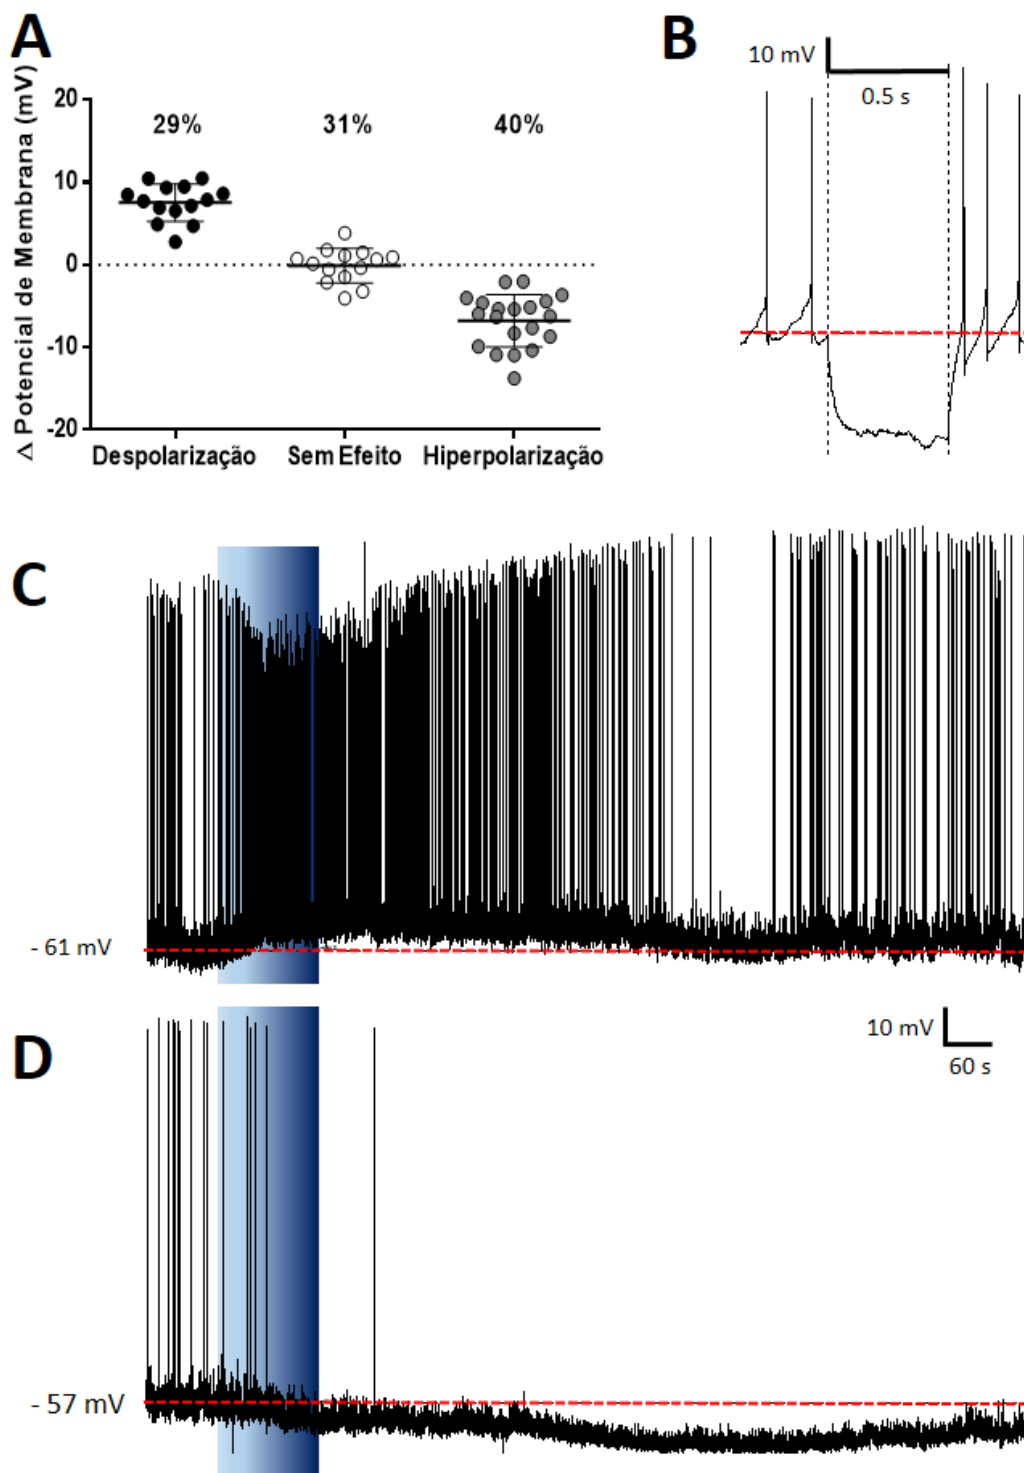 A
Δ Potencial de Membrana (mV)
20
10
0
-10
-20
29%
31%
40%
Despolarização
Sem Efeito
Hiperpolarização
B
10 mV
0.5 s
C
- 61 mV
D
10 mV
60 s
- 57 mV